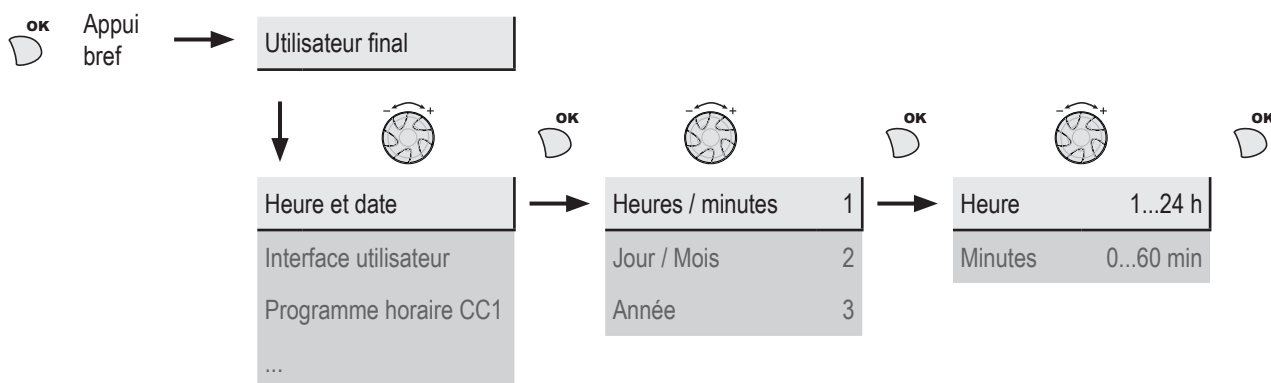 OK
Appui
bref
Utilisateur final
- +
OK
- +
OK
- +
OK
Heure et date
Heures / minutes 1
Heure 1...24 h
Interface utilisateur
Jour / Mois 2
Minutes 0...60 min
Programme horaire CC1
Année 3
...